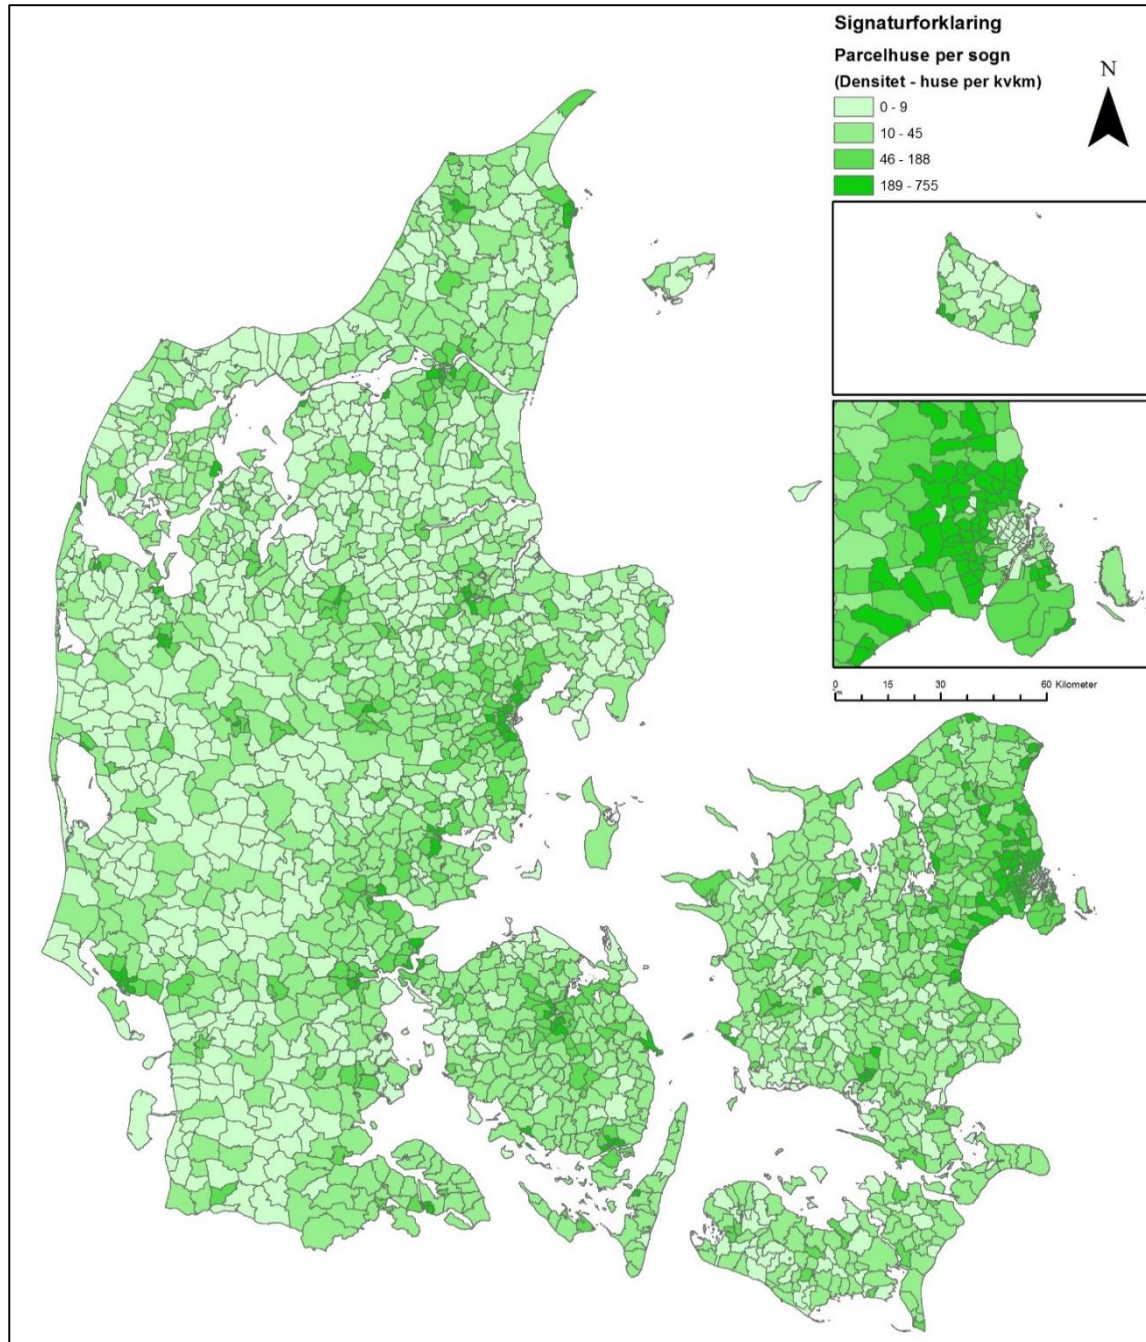 Signaturforklaring
Parcelhuse per sogn
(Densitet - huse per kvkm)
N
0 - 9
10 - 45
46 - 188
189 - 755
0 15 30 60 Kilometer